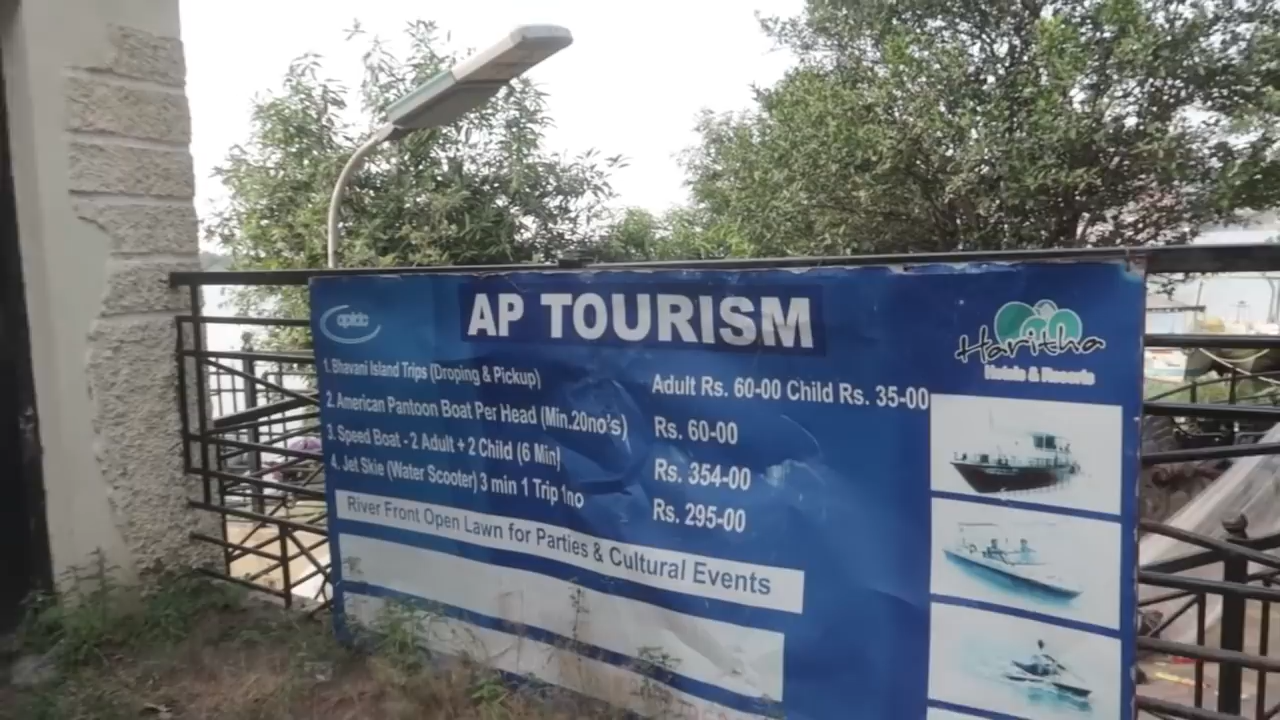 aptdc
AP TOURISM
Haritha
Hotels & Resorts
1. Bhavani Island Trips (Droping & Pickup) Adult Rs. 60-00 Child Rs. 35-00
2. American Pantoon Boat Per Head (Min.20no's) Rs. 60-00
3. Speed Boat - 2 Adult + 2 Child (6 Min) Rs. 354-00
4. Jet Skie (Water Scooter) 3 min 1 Trip 1no Rs. 295-00
River Front Open Lawn for Parties & Cultural Events